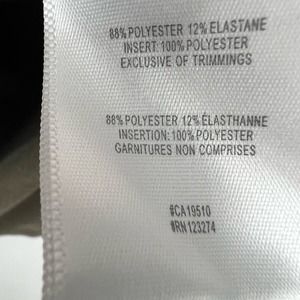 88% POLYESTER 12% ELASTANE
INSERT: 100% POLYESTER
EXCLUSIVE OF TRIMMINGS
88% POLYESTER 12% ÉLASTHANNE
INSERTION: 100% POLYESTER
GARNITURES NON COMPRISES
#CA19510
#RN123274